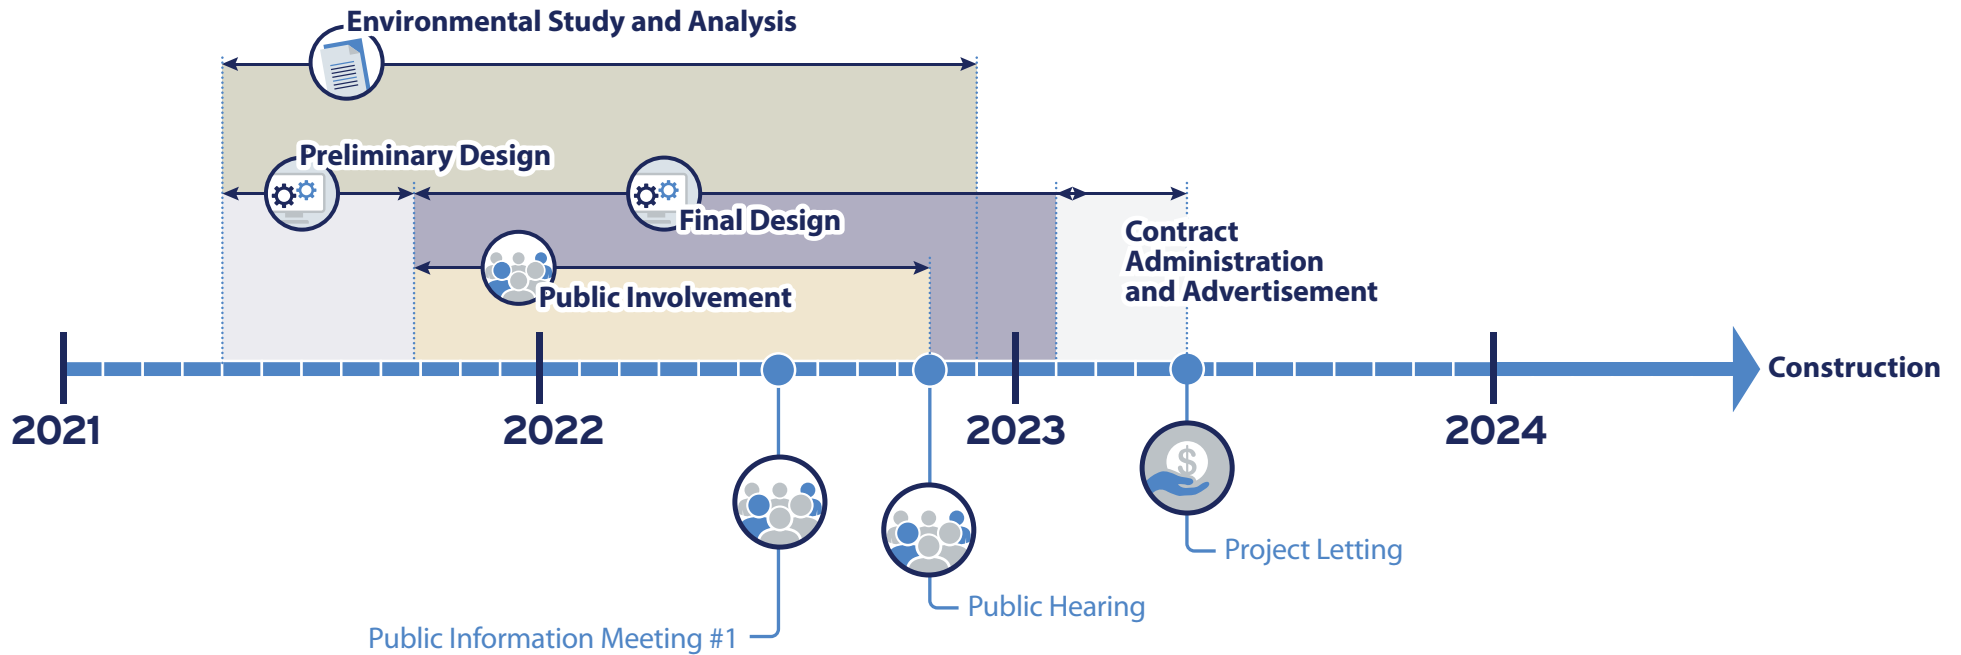 Environmental Study and Analysis
Preliminary Design
Final Design
Public Involvement
Contract
Administration
and Advertisement
Construction
2021
2022
2023
2024
$
Project Letting
Public Hearing
Public Information Meeting #1